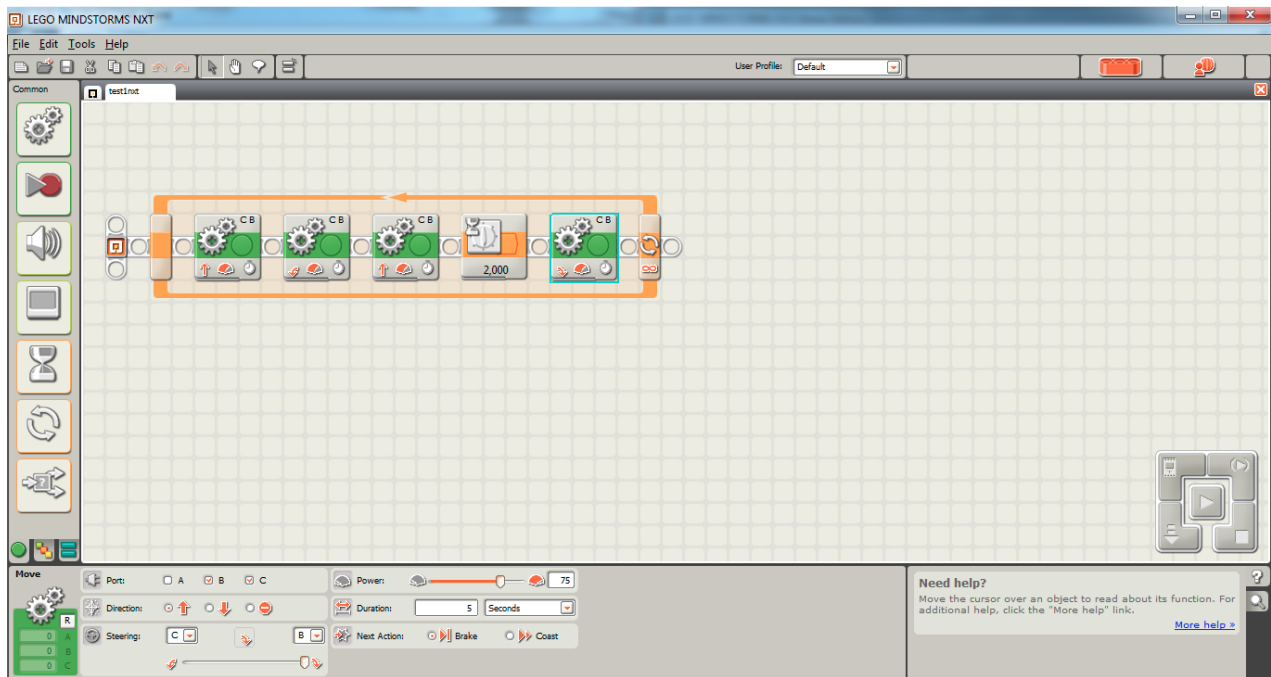 LEGO MINDSTORMS NXT
File Edit Tools Help
User Profile: Default
Common
test1nxt
C B C B C B C B
2,000
Move
Port: A B C
Power: 75
Direction:
Duration: 5 Seconds
Steering: C B
Next Action: Brake Coast
R
0 A
0 B
0 C
Need help?
Move the cursor over an object to read about its function. For
additional help, click the "More help" link.
More help »